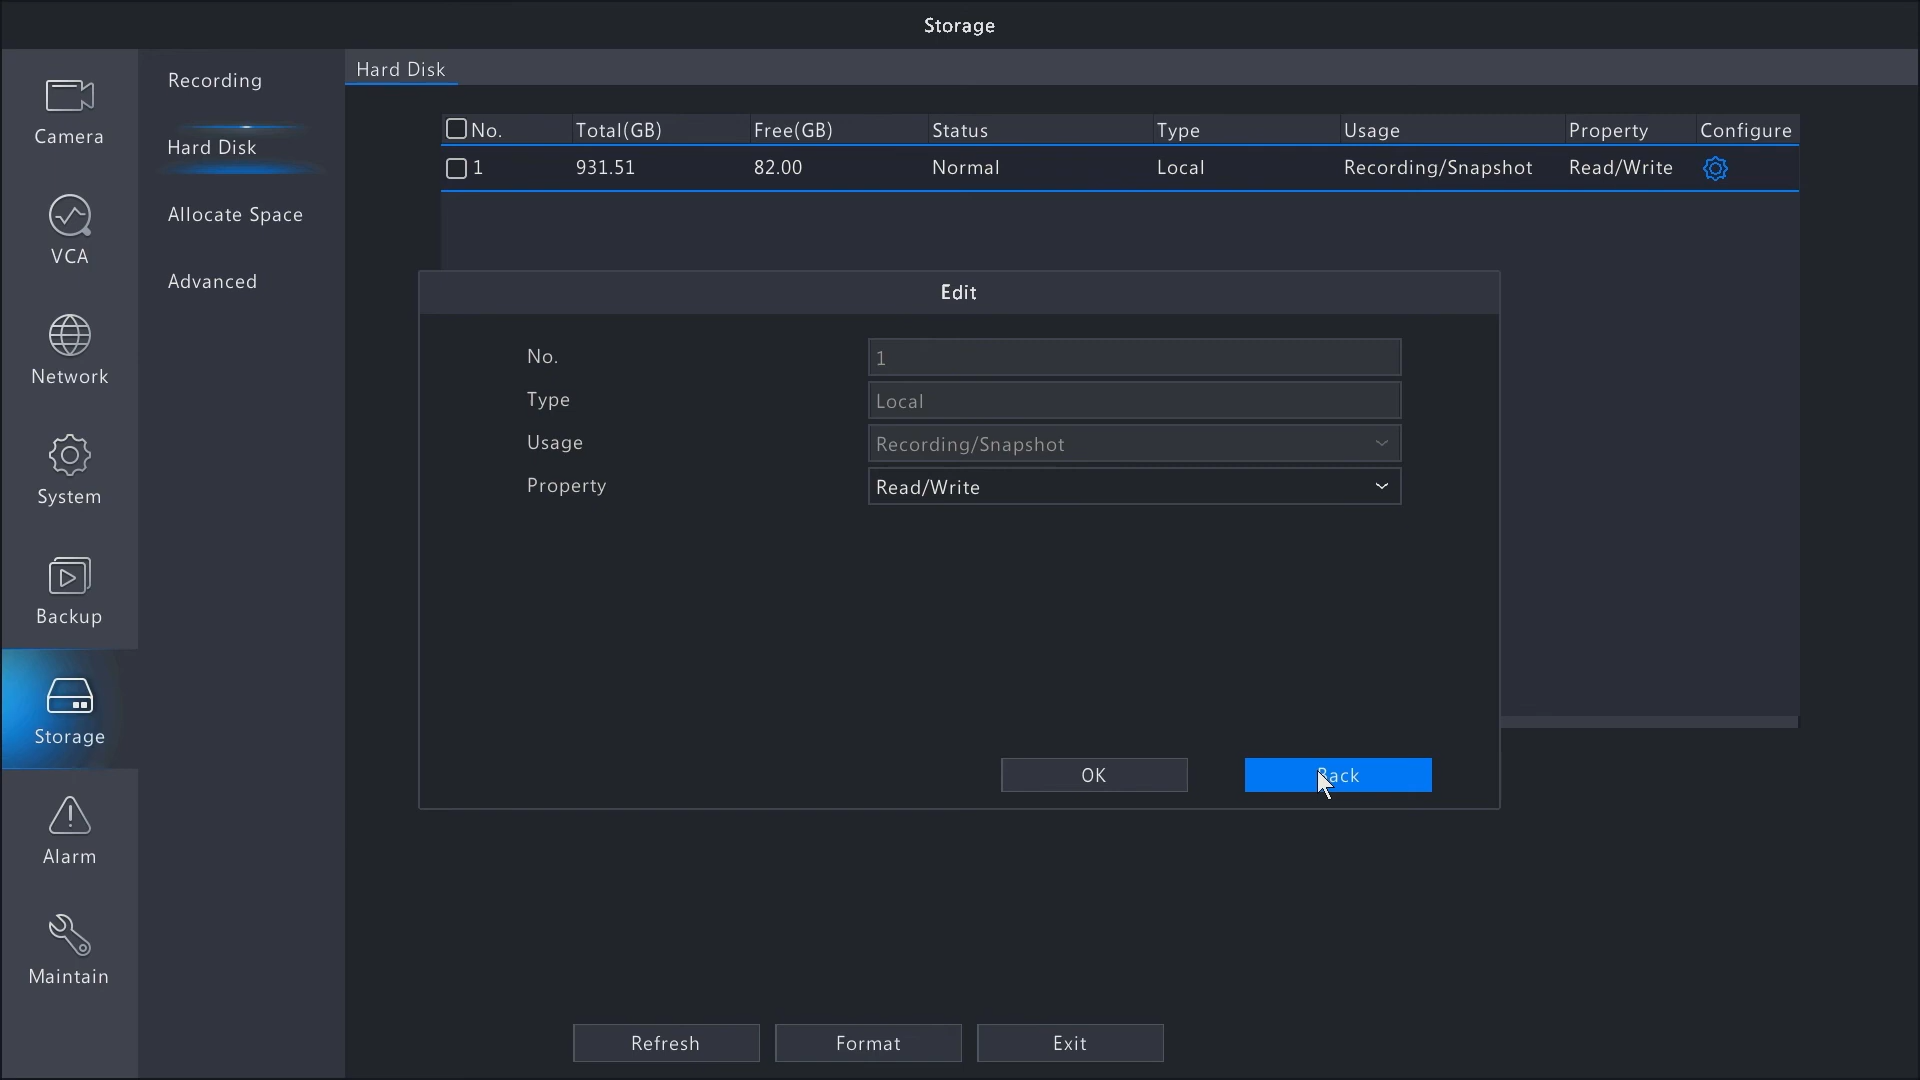 Storage
Camera
VCA
Network
System
Backup
Storage
Alarm
Maintain
Recording
Hard Disk
Allocate Space
Advanced
Hard Disk
No. Total(GB) Free(GB) Status Type Usage Property Configure
1 931.51 82.00 Normal Local Recording/Snapshot Read/Write
Edit
No. 1
Type Local
Usage Recording/Snapshot
Property Read/Write
OK Back
Refresh Format Exit